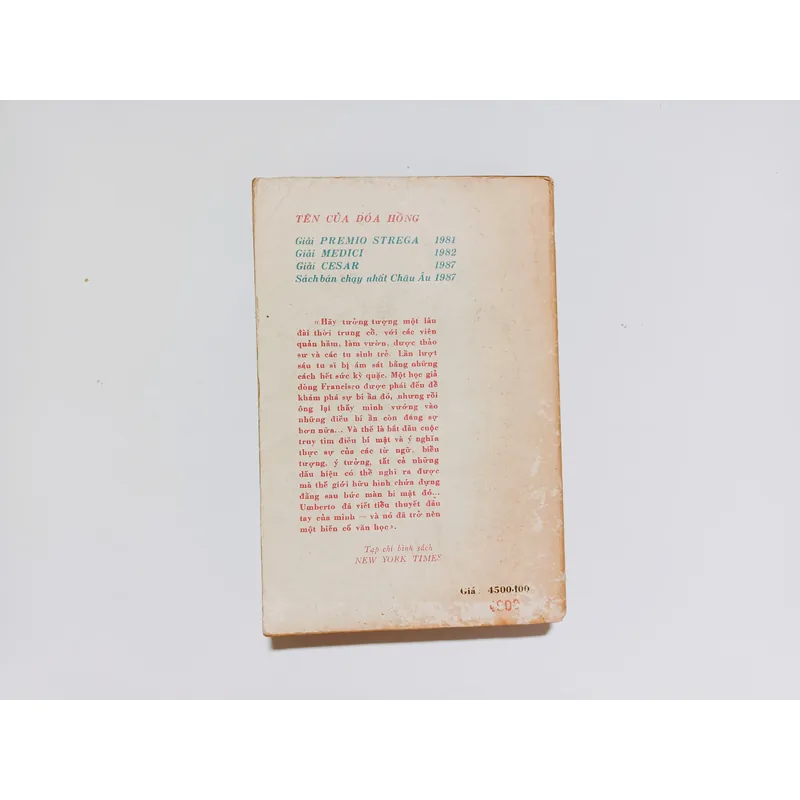 TÊN CỦA ĐÓA HỒNG
Giải PREMIO STREGA 1981
Giải MEDICI 1982
Giải CESAR 1987
Sách bán chạy nhất Châu Âu 1987
«Hãy tưởng tượng một lâu
đài thời trung cổ, với các viên
quản hầm, làm vườn, dược thảo
sư và các tu sinh trẻ. Lần lượt
sáu tu sĩ bị ám sát bằng những
cách hết sức kỳ quặc. Một học giả
dòng Francisco được phái đến để
khám phá sự bí ẩn đó, nhưng rồi
ông lại thấy mình vướng vào
những điều bí ẩn còn đáng sợ
hơn nữa... Và thế là bắt đầu cuộc
truy tìm điều bí mật và ý nghĩa
thực sự của các từ ngữ, biểu
tượng, ý tưởng, tất cả những
dấu hiệu có thể nghĩ ra được
mà thế giới hữu hình chứa đựng
đằng sau bức màn bí mật đó...
Umberto đã viết tiểu thuyết đầu
tay của mình — và nó đã trở nên
một biến cố văn học».
Tạp chí bình sách
NEW YORK TIMES
Giá: 4500.100